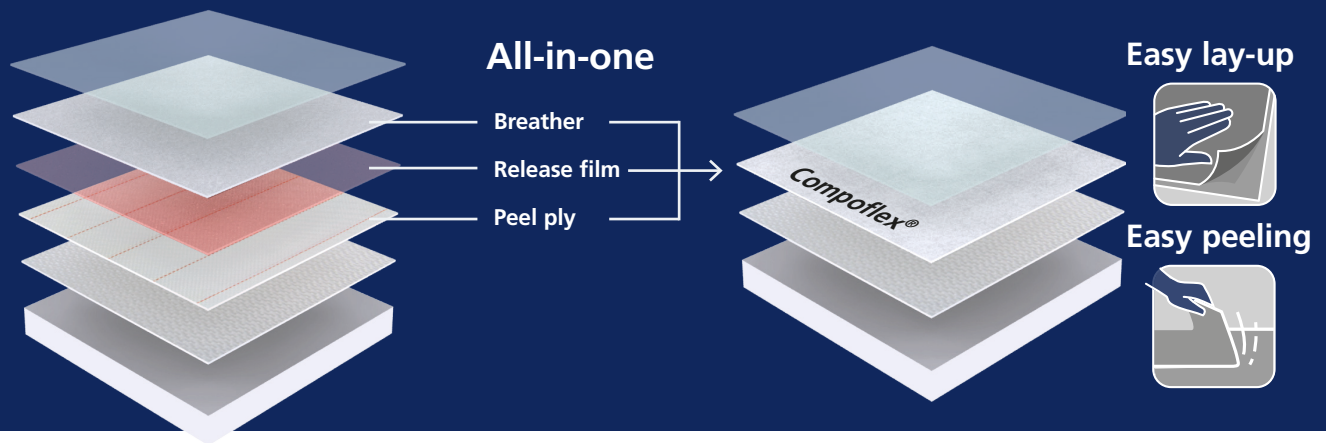 All-in-one
Breather
Release film
Peel ply
Compoflex®
Easy lay-up
Easy peeling